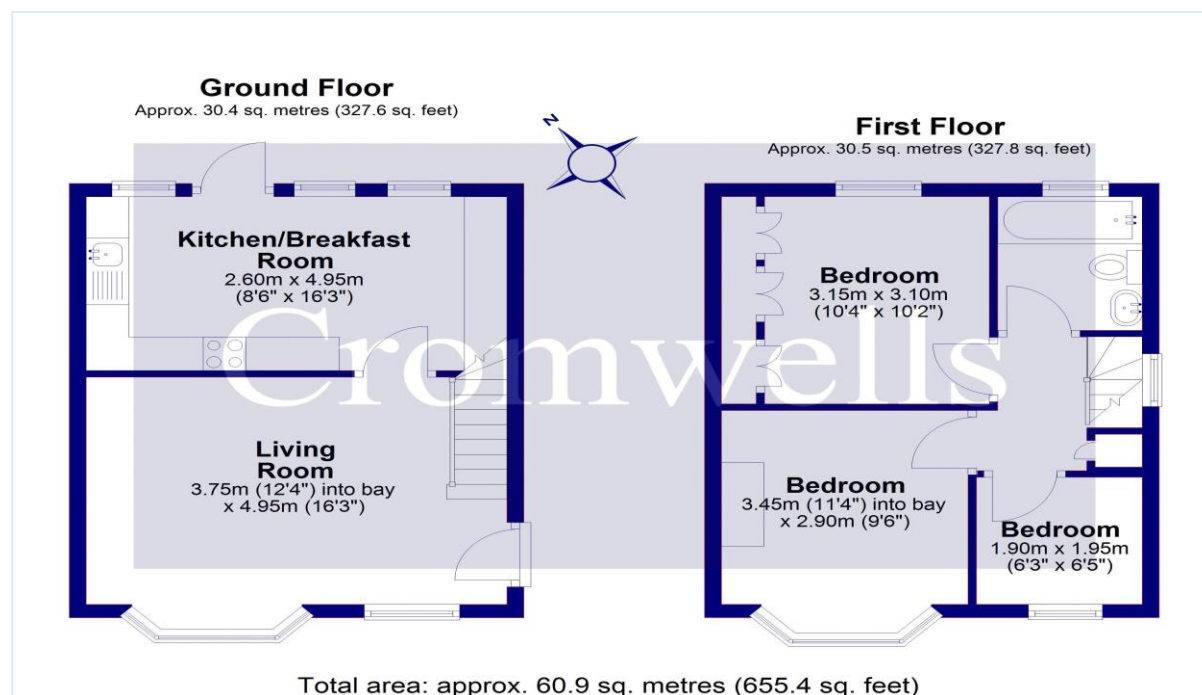 Ground Floor
Approx. 30.4 sq. metres (327.6 sq. feet)
Kitchen/Breakfast
Room
2.60m x 4.95m
(8'6" x 16'3")
Living
Room
3.75m (12'4") into bay
x 4.95m (16'3")
N
First Floor
Approx. 30.5 sq. metres (327.8 sq. feet)
Bedroom
3.15m x 3.10m
(10'4" x 10'2")
Bedroom
3.45m (11'4") into bay
x 2.90m (9'6")
Bedroom
1.90m x 1.95m
(6'3" x 6'5")
Cromwells
Total area: approx. 60.9 sq. metres (655.4 sq. feet)